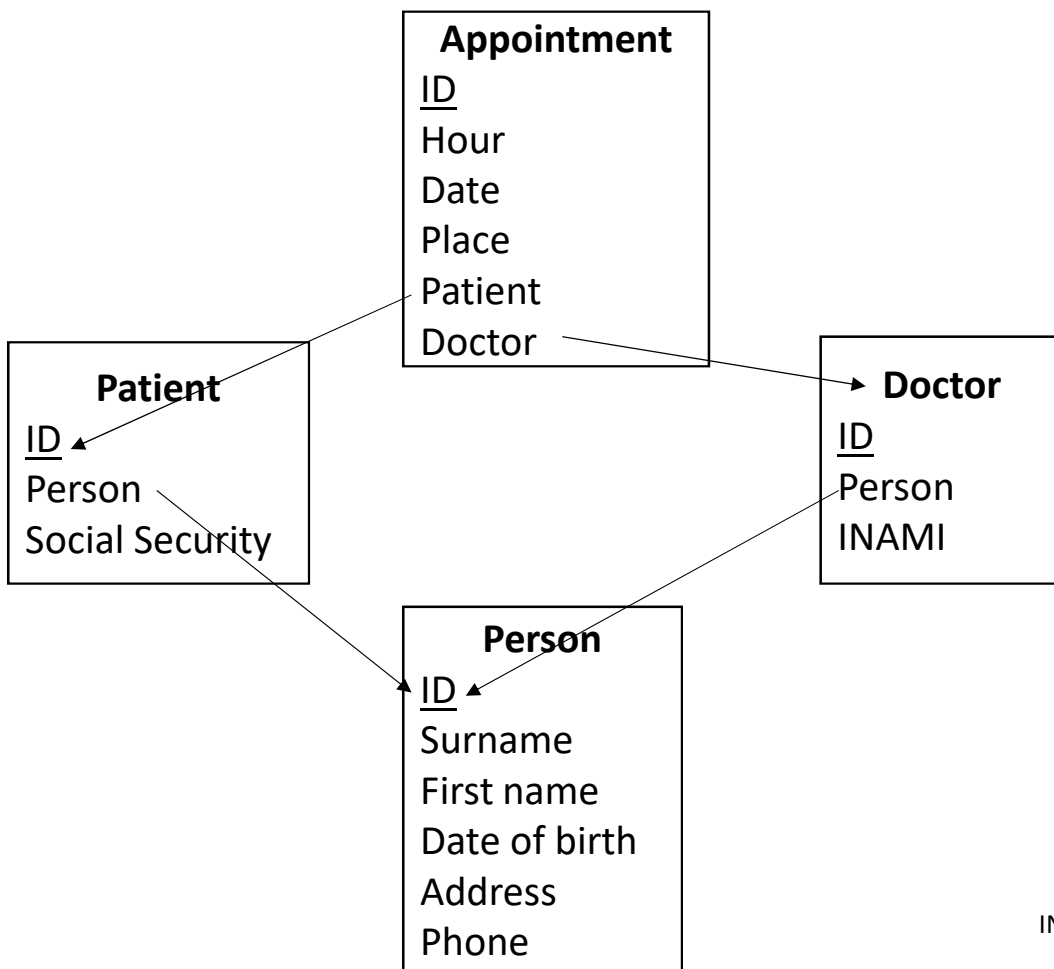 Appointment
ID
Hour
Date
Place
Patient
Doctor
Patient
ID
Person
Social Security
Doctor
ID
Person
INAMI
Person
ID
Surname
First name
Date of birth
Address
Phone
IN